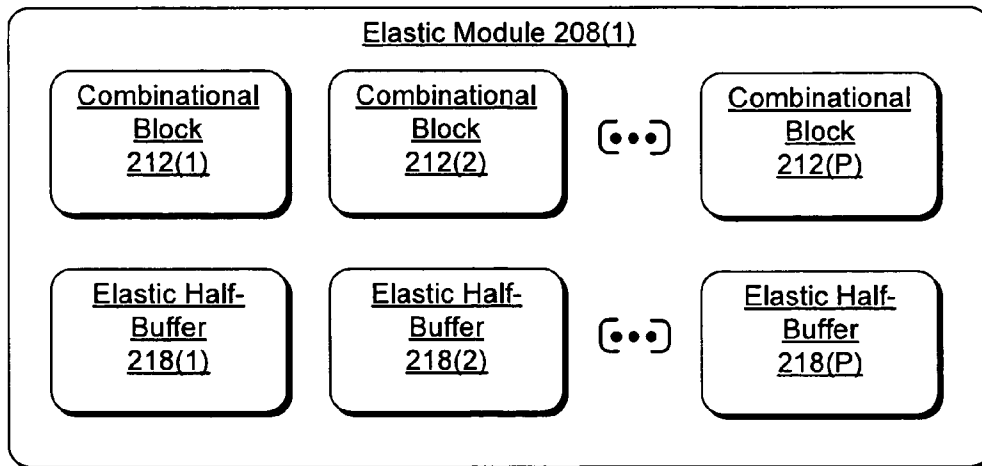 Elastic Module 208(1)
Combinational
Block
212(1)
Combinational
Block
212(2)
[•••]
Combinational
Block
212(P)
Elastic Half-
Buffer
218(1)
Elastic Half-
Buffer
218(2)
[•••]
Elastic Half-
Buffer
218(P)